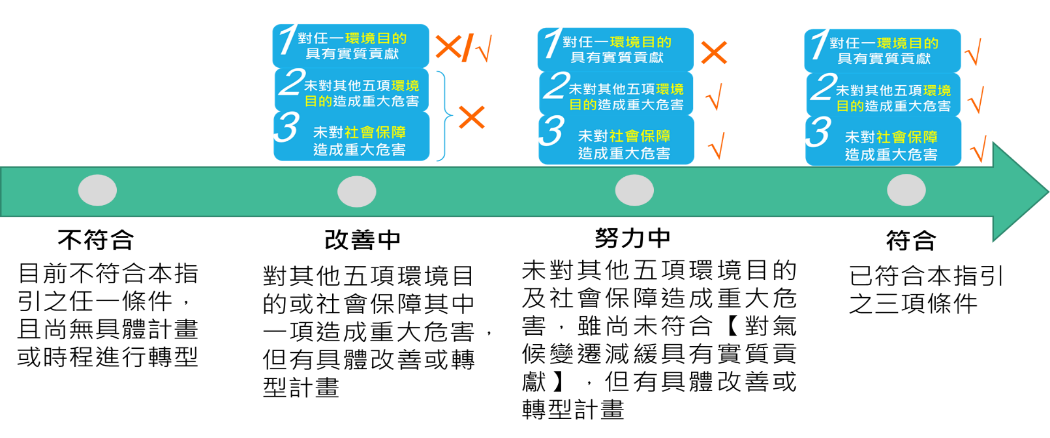 1 對任一環境目的
具有實質貢獻
×/√
2 未對其他五項環境
目的造成重大危害
3 未對社會保障
造成重大危害
×
1 對任一環境目的
具有實質貢獻
×
2 未對其他五項環境
目的造成重大危害
√
3 未對社會保障
造成重大危害
√
1 對任一環境目的
具有實質貢獻
√
2 未對其他五項環境
目的造成重大危害
√
3 未對社會保障
造成重大危害
√
不符合
目前不符合本指
引之任一條件，
且尚無具體計畫
或時程進行轉型
改善中
對其他五項環境目
的或社會保障其中
一項造成重大危害，
但有具體改善或轉
型計畫
努力中
未對其他五項環境目的
及社會保障造成重大危
害，雖尚未符合【對氣
候變遷減緩具有實質貢
獻】，但有具體改善或
轉型計畫
符合
已符合本指引
之三項條件